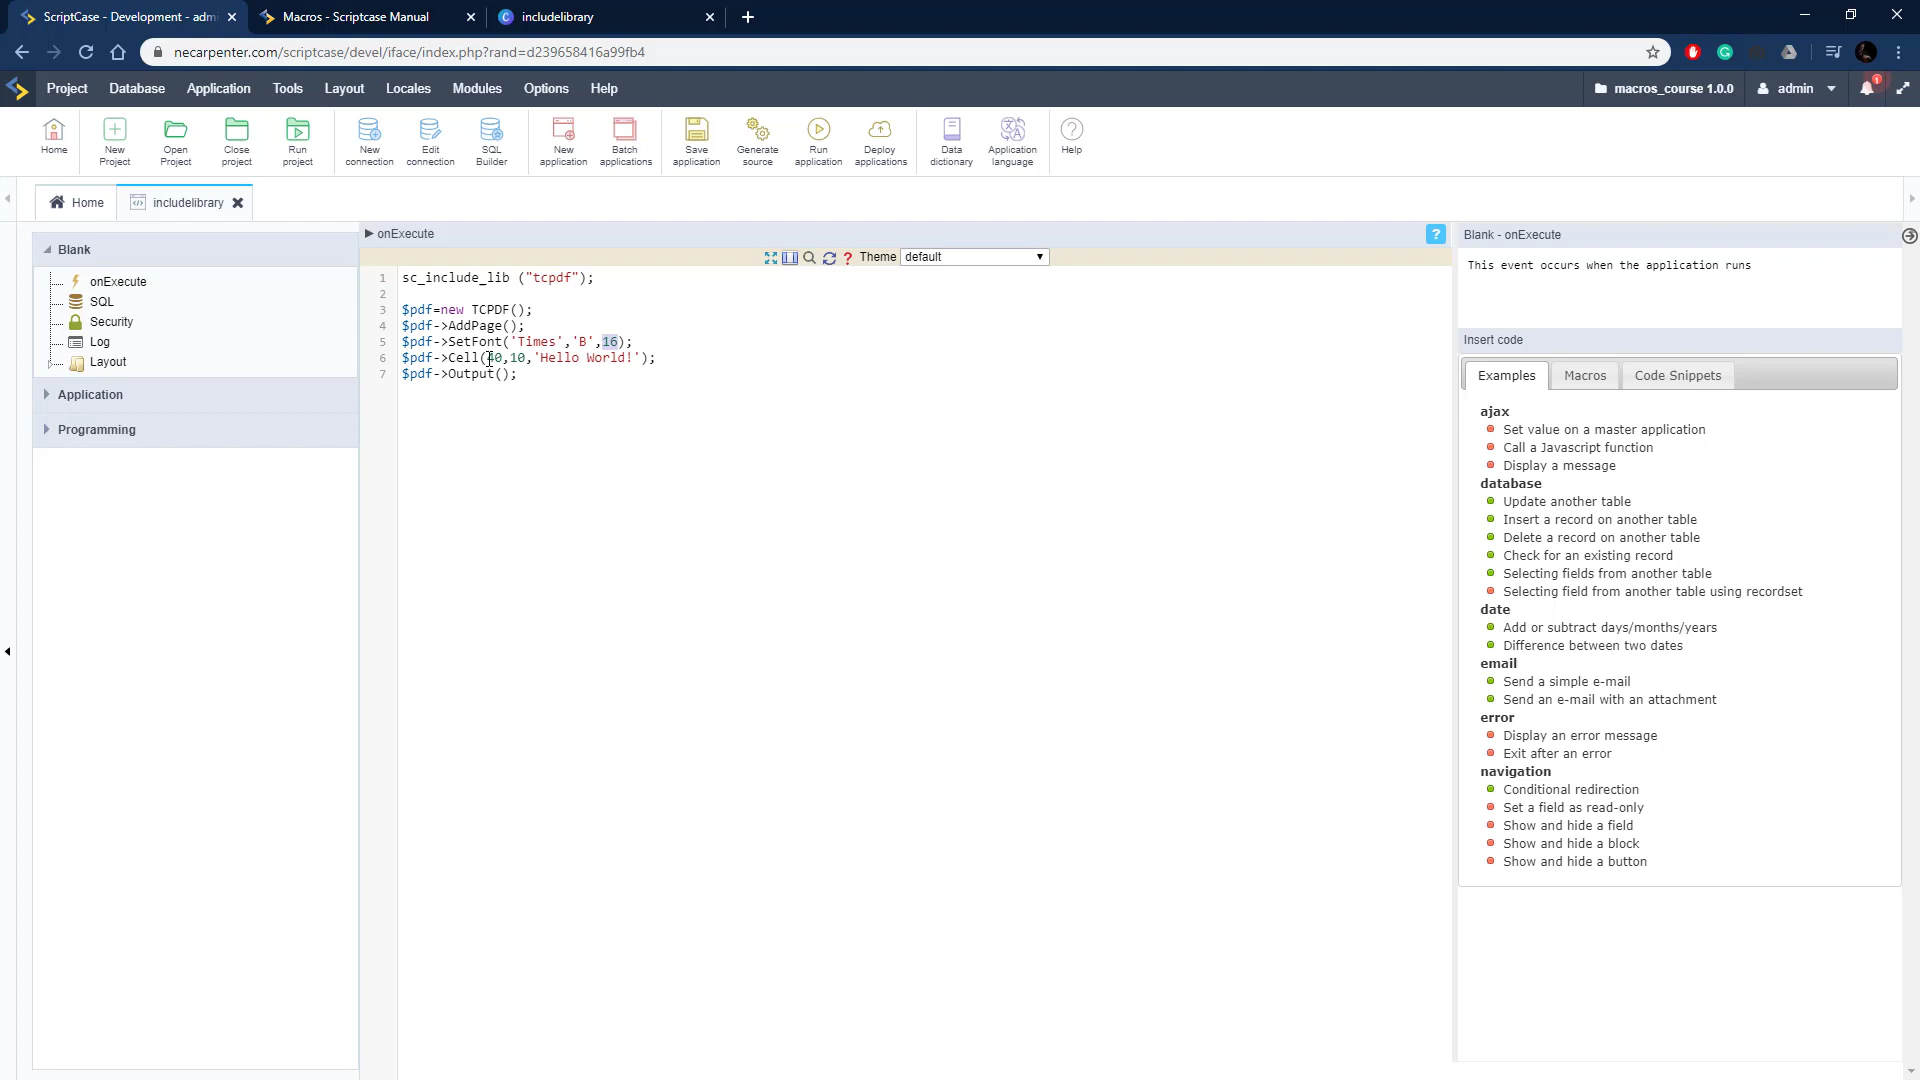 ScriptCase - Development - adm
Macros - Scriptcase Manual
includelibrary
necarpenter.com/scriptcase/devel/iface/index.php?rand=d239658416a99fb4
Project Database Application Tools Layout Locales Modules Options Help
macros_course 1.0.0
admin
1
Home
New Project
Open Project
Close project
Run project
New connection
Edit connection
SQL Builder
New application
Batch applications
Save application
Generate source
Run application
Deploy applications
Data dictionary
Application language
Help
Home
includelibrary
Blank
onExecute
SQL
Security
Log
Layout
Application
Programming
onExecute
Theme default
1 sc_include_lib ("tcpdf");
2
3 $pdf=new TCPDF();
4 $pdf->AddPage();
5 $pdf->SetFont('Times','B',16);
6 $pdf->Cell(40,10,'Hello World!');
7 $pdf->Output();
Blank - onExecute
This event occurs when the application runs
Insert code
Examples Macros Code Snippets
ajax
Set value on a master application
Call a Javascript function
Display a message
database
Update another table
Insert a record on another table
Delete a record on another table
Check for an existing record
Selecting fields from another table
Selecting field from another table using recordset
date
Add or subtract days/months/years
Difference between two dates
email
Send a simple e-mail
Send an e-mail with an attachment
error
Display an error message
Exit after an error
navigation
Conditional redirection
Set a field as read-only
Show and hide a field
Show and hide a block
Show and hide a button